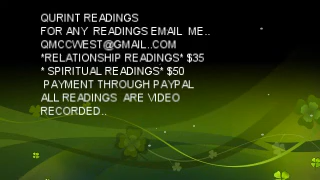 QURINT READINGS
FOR ANY READINGS EMAIL ME..
QMCCWEST@GMAIL..COM
*RELATIONSHIP READINGS* $35
* SPIRITUAL READINGS* $50
PAYMENT THROUGH PAYPAL
ALL READINGS ARE VIDEO
RECORDED..